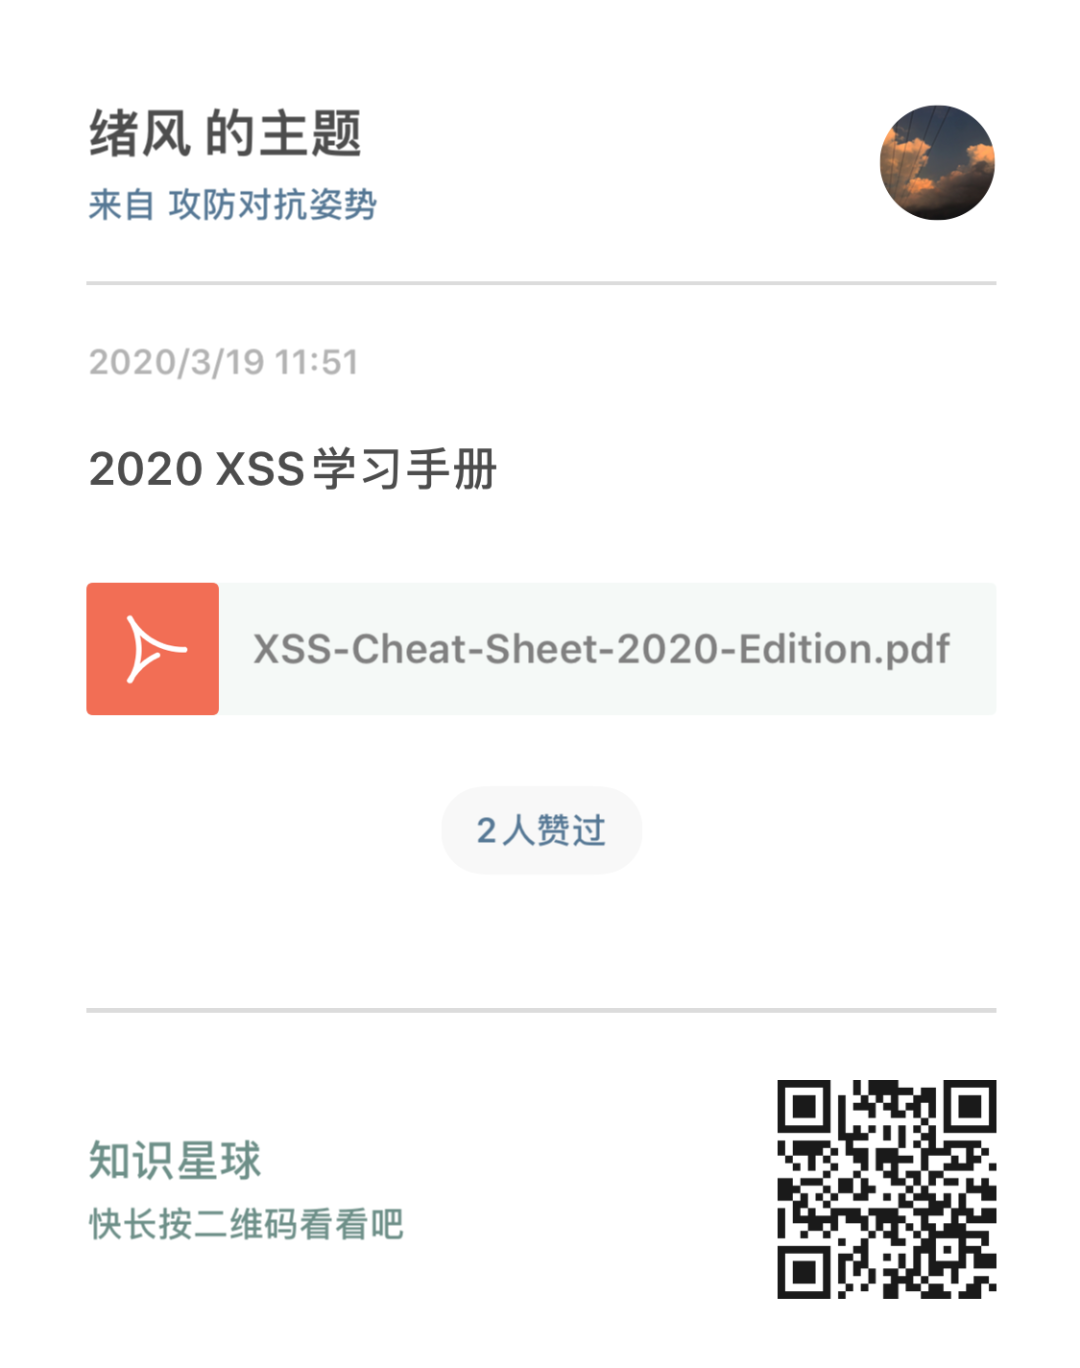 绪风 的主题
来自 攻防对抗姿势
2020/3/19 11:51
2020 XSS学习手册
XSS-Cheat-Sheet-2020-Edition.pdf
2人赞过
知识星球
快长按二维码看看吧